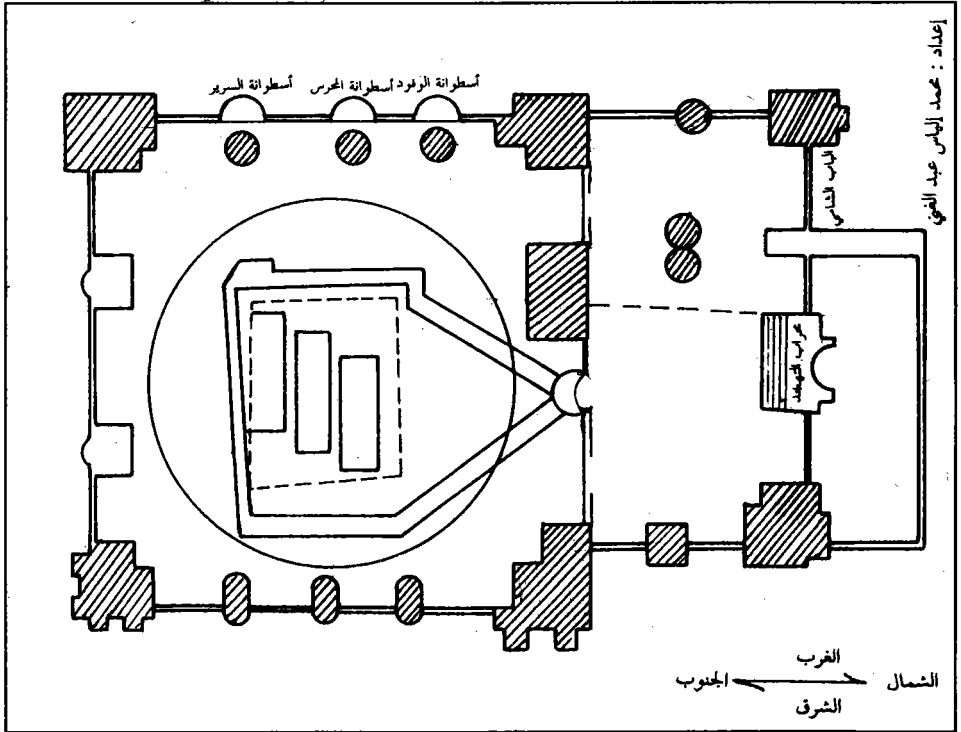 إعداد : محمد إلياس عبد الغني
أسطوانة الوفود
أسطوانة المحرس
أسطوانة السرير
الباب الشامي
محراب التهجد
الغرب
الشمال
الجنوب
الشرق